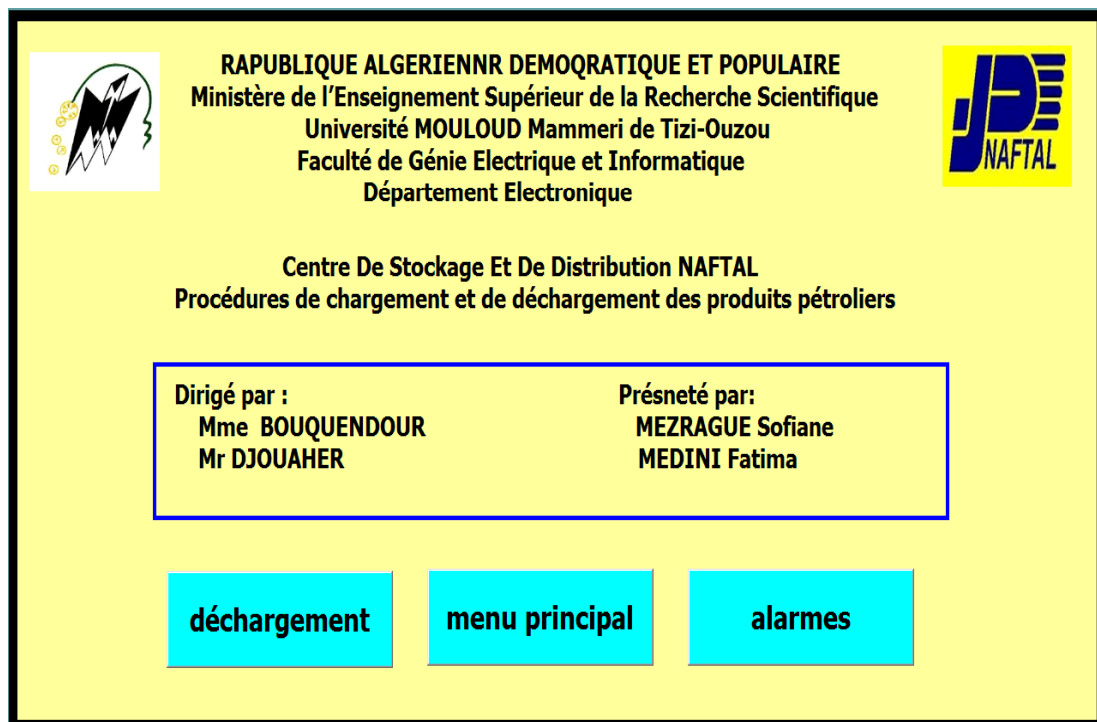 RAPUBLIQUE ALGERIENNR DEMOQRATIQUE ET POPULAIRE
Ministère de l’Enseignement Supérieur de la Recherche Scientifique
Université MOULOUD Mammeri de Tizi-Ouzou
Faculté de Génie Electrique et Informatique
Département Electronique
NAFTAL
Centre De Stockage Et De Distribution NAFTAL
Procédures de chargement et de déchargement des produits pétroliers
Dirigé par :
Mme BOUQUENDOUR
Mr DJOUAHER
Présneté par:
MEZRAGUE Sofiane
MEDINI Fatima
déchargement
menu principal
alarmes